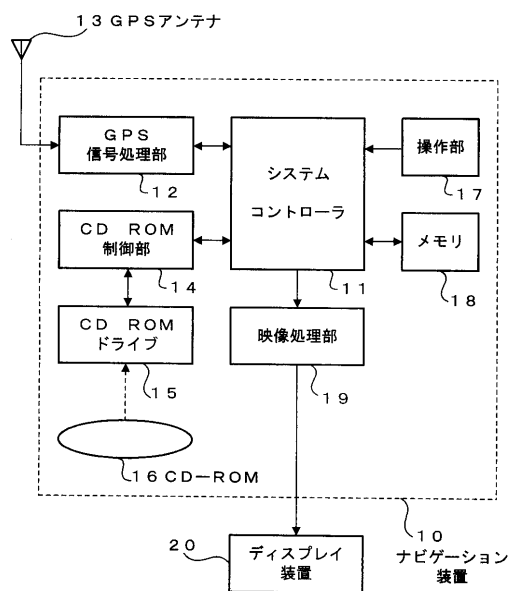 13 GPSアンテナ
GPS
信号処理部
12
システム
コントローラ
11
操作部
17
CD ROM
制御部
14
メモリ
18
CD ROM
ドライブ
15
映像処理部
19
16 CD-ROM
10
ナビゲーション
装置
20
ディスプレイ
装置